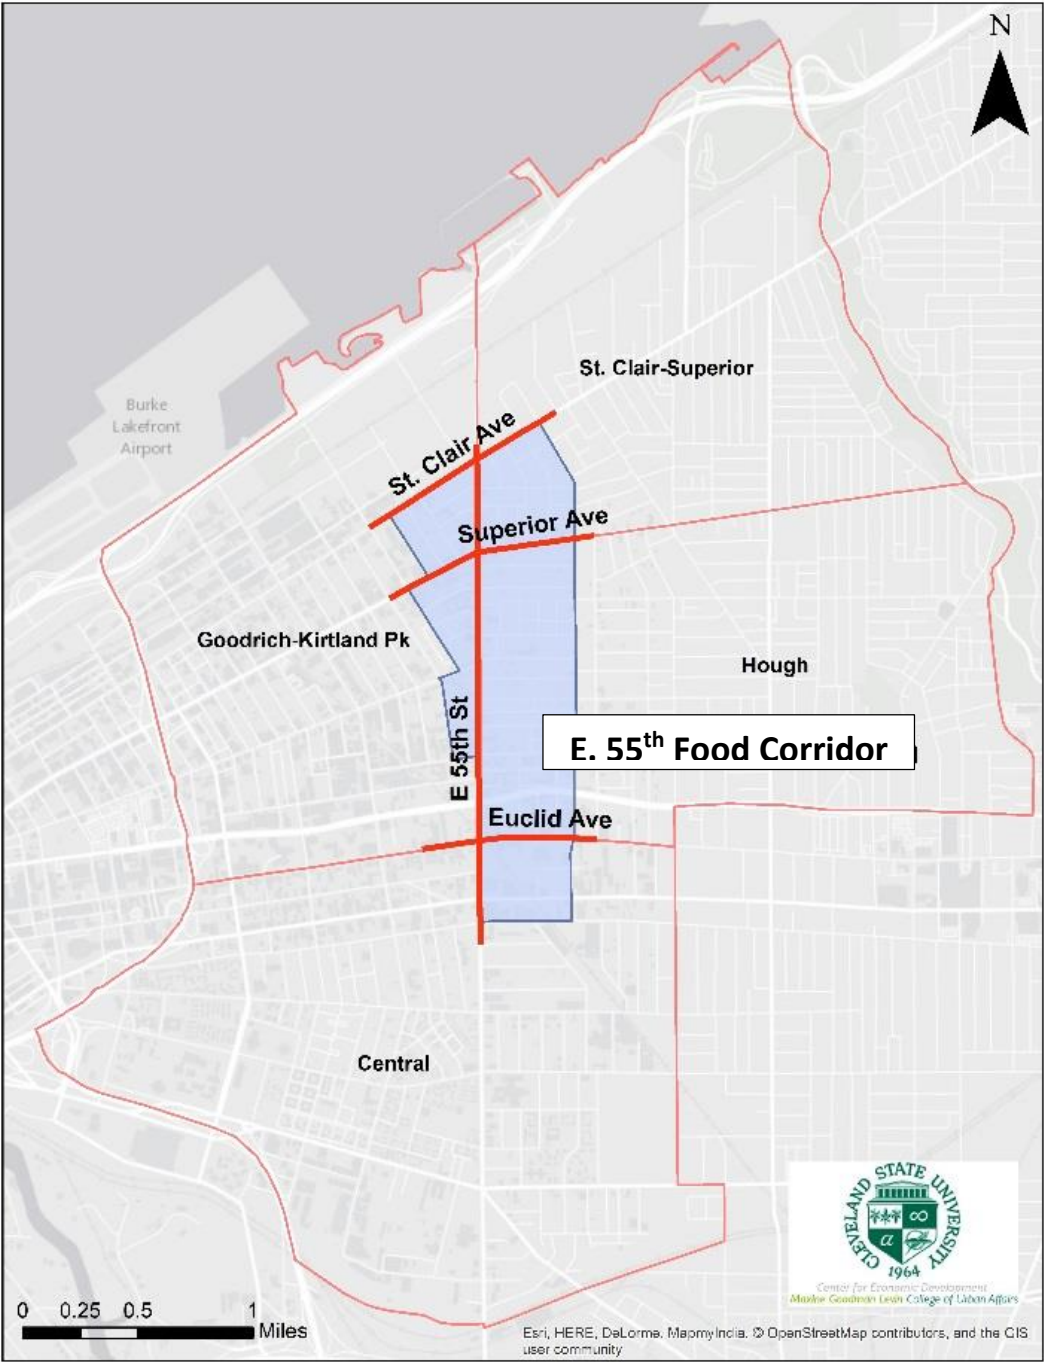 N
St. Clair-Superior
Burke
Lakefront
Airport
St. Clair Ave
Superior Ave
Goodrich-Kirtland Pk
Hough
E 55th St
E. 55th Food Corridor
Euclid Ave
Central
CLEVELAND STATE UNIVERSITY
α
1964
Center for Economic Development
Maxine Goodman Levin College of Urban Affairs
0 0.25 0.5 1
Miles
Esri, HERE, DeLorme, MapmyIndia, © OpenStreetMap contributors, and the GIS
user community